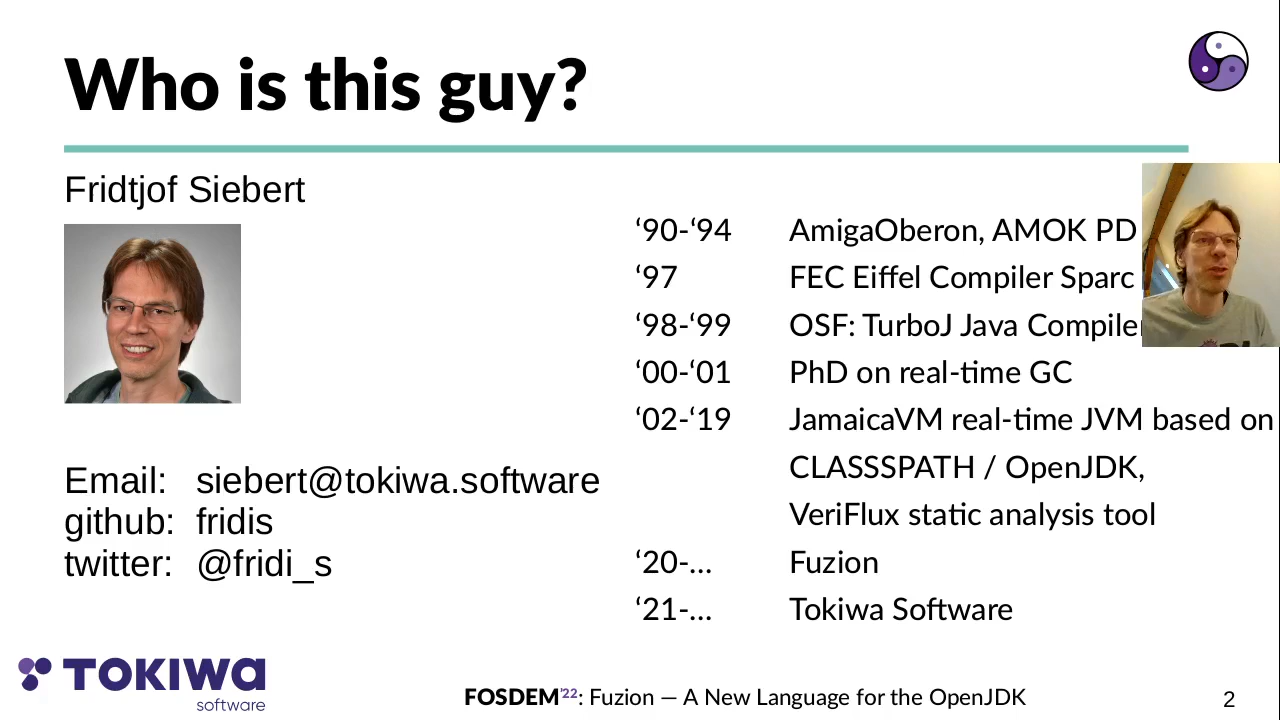 Who is this guy?
Fridtjof Siebert
‘90-‘94 AmigaOberon, AMOK PD
‘97 FEC Eiffel Compiler Sparc
‘98-‘99 OSF: TurboJ Java Compiler
‘00-‘01 PhD on real-time GC
‘02-‘19 JamaicaVM real-time JVM based on
CLASSSPATH / OpenJDK,
VeriFlux static analysis tool
‘20-... Fuzion
‘21-... Tokiwa Software
Email: siebert@tokiwa.software
github: fridis
twitter: @fridi_s
TOKIWa
software
FOSDEM'22: Fuzion — A New Language for the OpenJDK
2